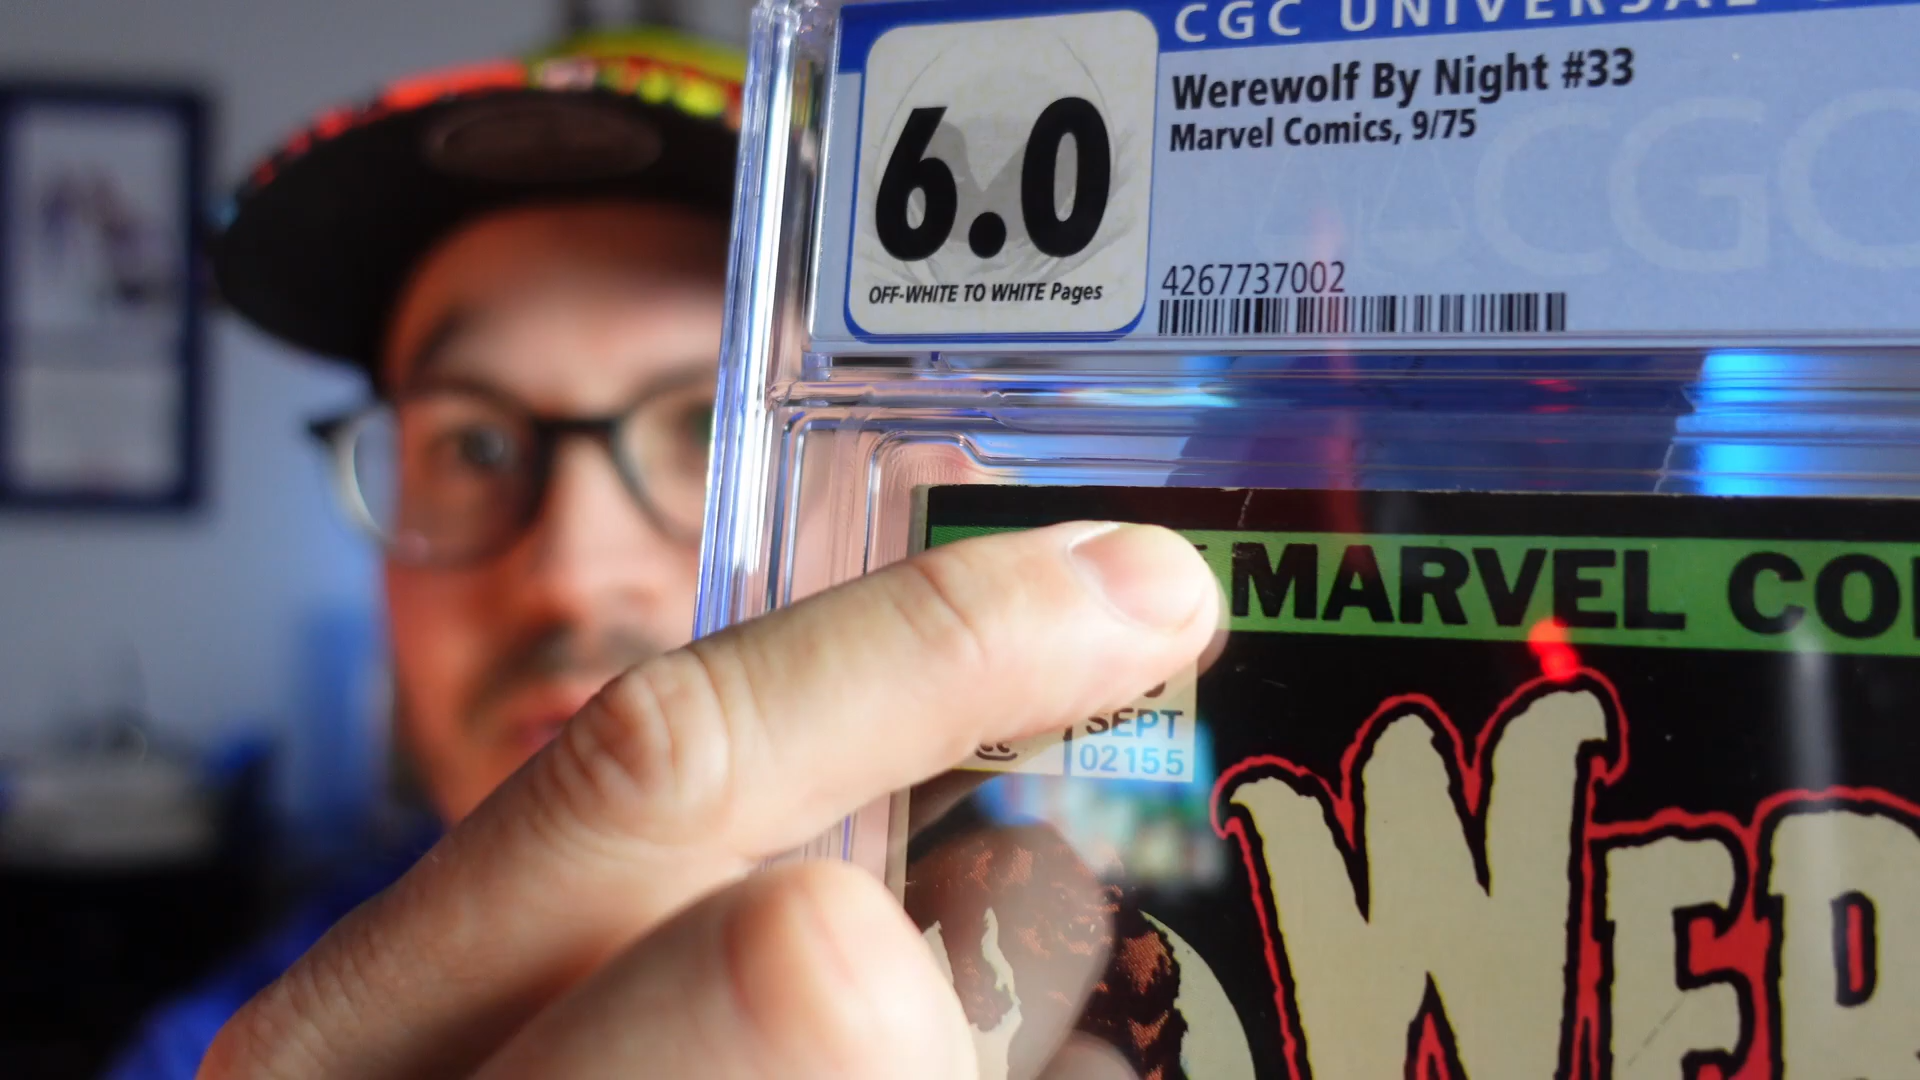 CGC UNIVERSAL
Werewolf By Night #33
Marvel Comics, 9/75
6.0
OFF-WHITE TO WHITE Pages
4267737002
CGC
MARVEL CO
SEPT
02155
WER